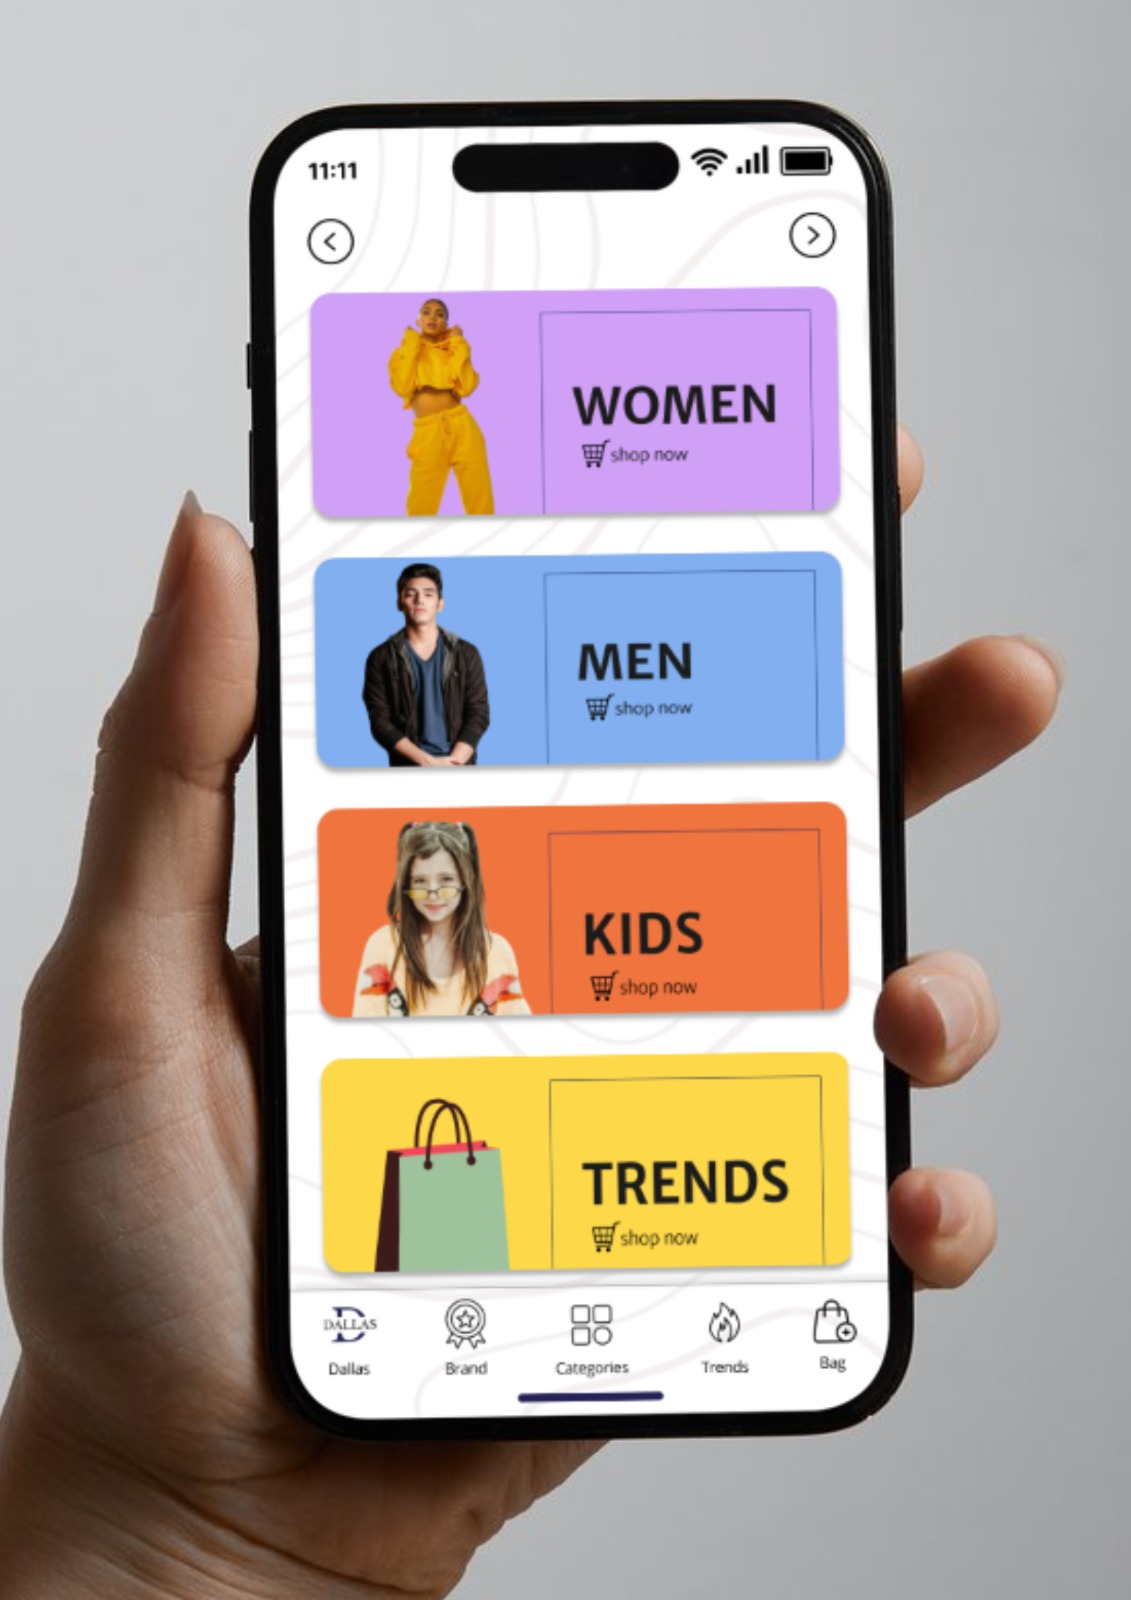 11:11
WOMEN
shop now
MEN
shop now
KIDS
shop now
TRENDS
shop now
DALLAS
Dallas
Brand
Categories
Trends
Bag